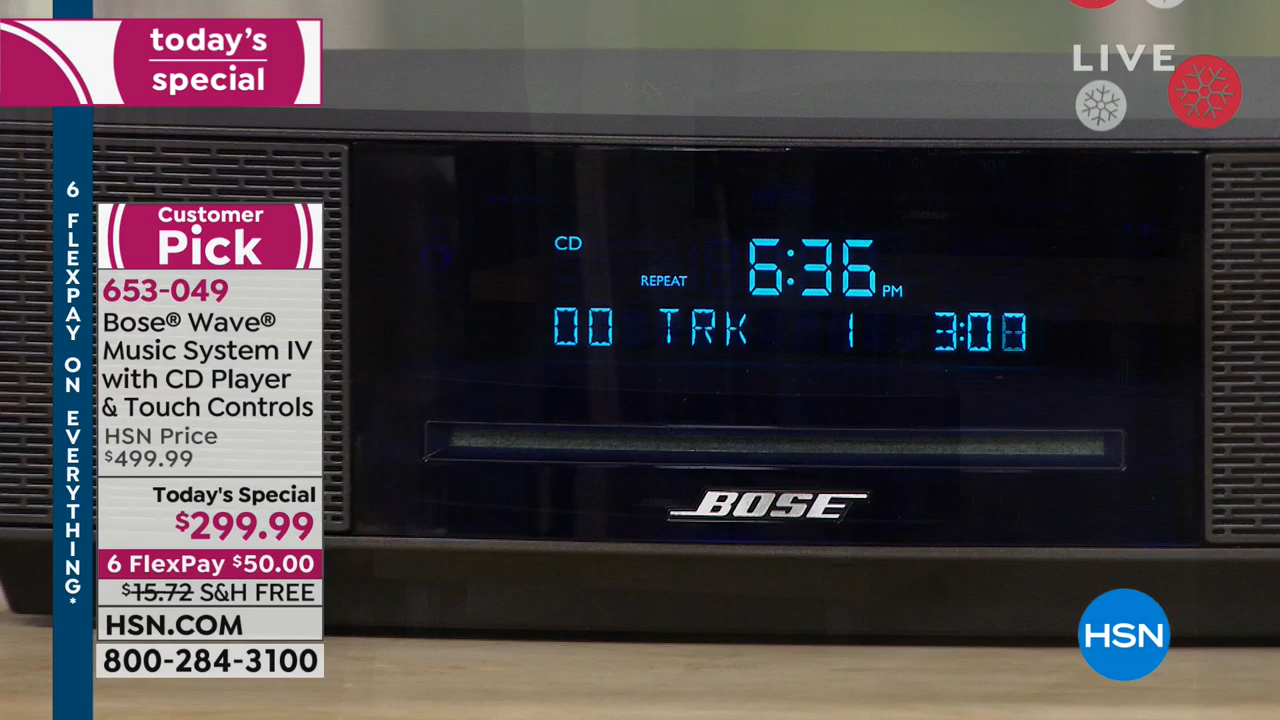 today's
special
LIVE
6 FLEXPAY ON EVERYTHING*
Customer
Pick
653-049
Bose® Wave®
Music System IV
with CD Player
& Touch Controls
HSN Price
$499.99
Today's Special
$299.99
6 FlexPay $50.00
$15.72 S&H FREE
HSN.COM
800-284-3100
CD
REPEAT
6:36 PM
00 TRK 1
BOSE
HSN